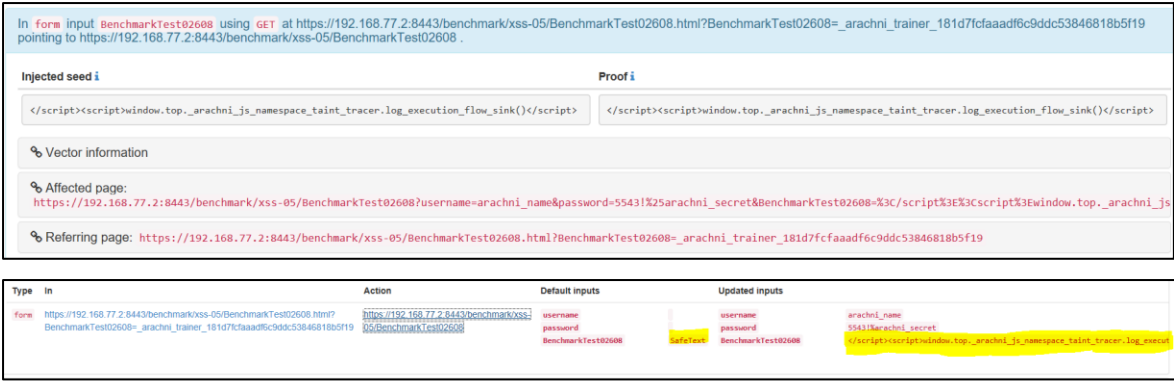 In form input BenchmarkTest02608 using GET at https://192.168.77.2:8443/benchmark/xss-05/BenchmarkTest02608.html?BenchmarkTest02608=_arachni_trainer_181d7fcfaaadf6c9ddc53846818b5f19
pointing to https://192.168.77.2:8443/benchmark/xss-05/BenchmarkTest02608 .
Injected seed i Proof i
</script><script>window.top._arachni_js_namespace_taint_tracer.log_execution_flow_sink()</script> </script><script>window.top._arachni_js_namespace_taint_tracer.log_execution_flow_sink()</script>
Vector information
Affected page:
https://192.168.77.2:8443/benchmark/xss-05/BenchmarkTest02608?username=arachni_name&password=5543!%25arachni_secret&BenchmarkTest02608=%3C/script%3E%3Cscript%3Ewindow.top._arachni_js
Referring page: https://192.168.77.2:8443/benchmark/xss-05/BenchmarkTest02608.html?BenchmarkTest02608=_arachni_trainer_181d7fcfaaadf6c9ddc53846818b5f19
Type In Action Default inputs Updated inputs
form https://192.168.77.2:8443/benchmark/xss-05/BenchmarkTest02608.html? https://192.168.77.2:8443/benchmark/xss- username username arachni_name
BenchmarkTest02608=_arachni_trainer_181d7fcfaaadf6c9ddc53846818b5f19 05/BenchmarkTest02608 password password 5543!%arachni_secret
BenchmarkTest02608 SafeText BenchmarkTest02608 </script><script>window.top._arachni_js_namespace_taint_tracer.log_execut